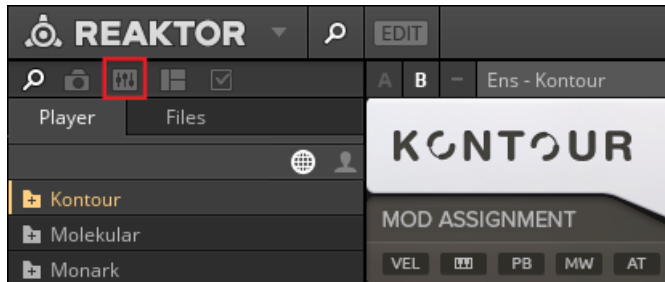 REAKTOR EDIT
A B - Ens - Kontour
Player Files
KONTOUR
Kontour
Molekular
Monark
MOD ASSIGNMENT
VEL PB MW AT